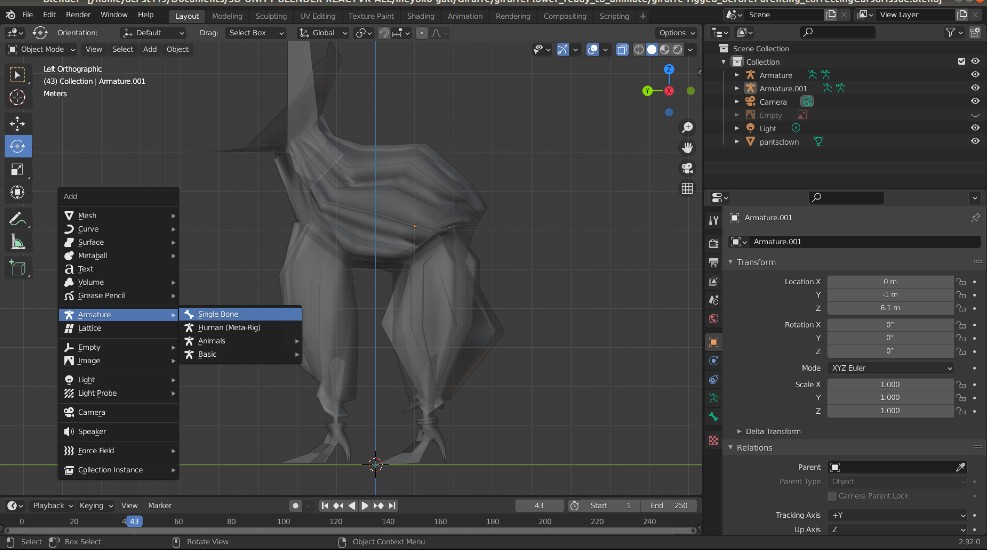 File Edit Render Window Help Layout Modeling Sculpting UV Editing Texture Paint Shading Animation Rendering Compositing Scripting Scene View Layer
Orientation: Default Drag: Select Box Global Options
Object Mode View Select Add Object
Left Orthographic
(43) Collection | Armature.001
Meters
Z
Y
X
Add
Mesh
Curve
Surface
Metaball
Text
Volume
Grease Pencil
Armature
Lattice
Empty
Image
Light
Light Probe
Camera
Speaker
Force Field
Collection Instance
Single Bone
Human (Meta-Rig)
Animals
Basic
Scene Collection
Collection
Armature
Armature.001
Camera
Empty
Light
pantsclown
Armature.001
Armature.001
Transform
Location X 0 m
Y -1 m
Z 6.1 m
Rotation X 0°
Y 0°
Z 0°
Mode XYZ Euler
Scale X 1.000
Y 1.000
Z 1.000
Delta Transform
Relations
Parent
Parent Type Object
Camera Parent Lock
Tracking Axis +Y
Up Axis Z
Playback Keying View Marker 43 Start 1 End 250
0 20 43 60 80 100 120 140 160 180 200 220 240
Select Box Select Rotate View Object Context Menu 2.92.0